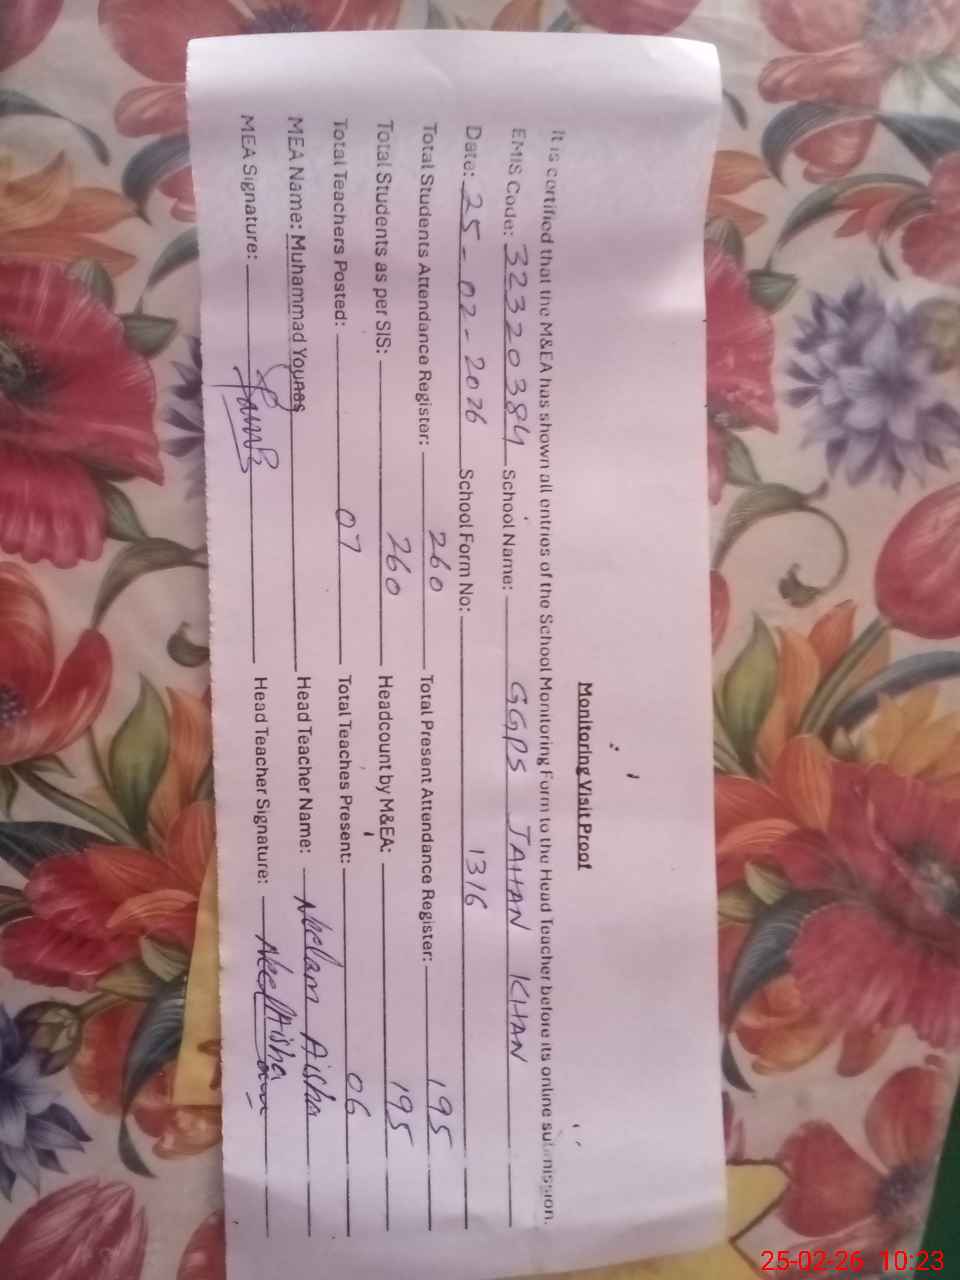 Monitoring Visit Proof
It is certified that the M&EA has shown all entries of the School Monitoring Form to the Head Teacher before its online submission.
EMIS Code: 32320384 School Name: GGPS JAHAN KHAN
Date: 25-02-2026 School Form No: 1316
Total Students Attendance Register: 260 Total Present Attendance Register: 195
Total Students as per SIS: 260 Headcount by M&EA: 195
Total Teachers Posted: 07 Total Teaches Present: 06
MEA Name: Muhammad Younas Head Teacher Name: Neelam Aisha
MEA Signature: Head Teacher Signature:
25-02-26 10:23